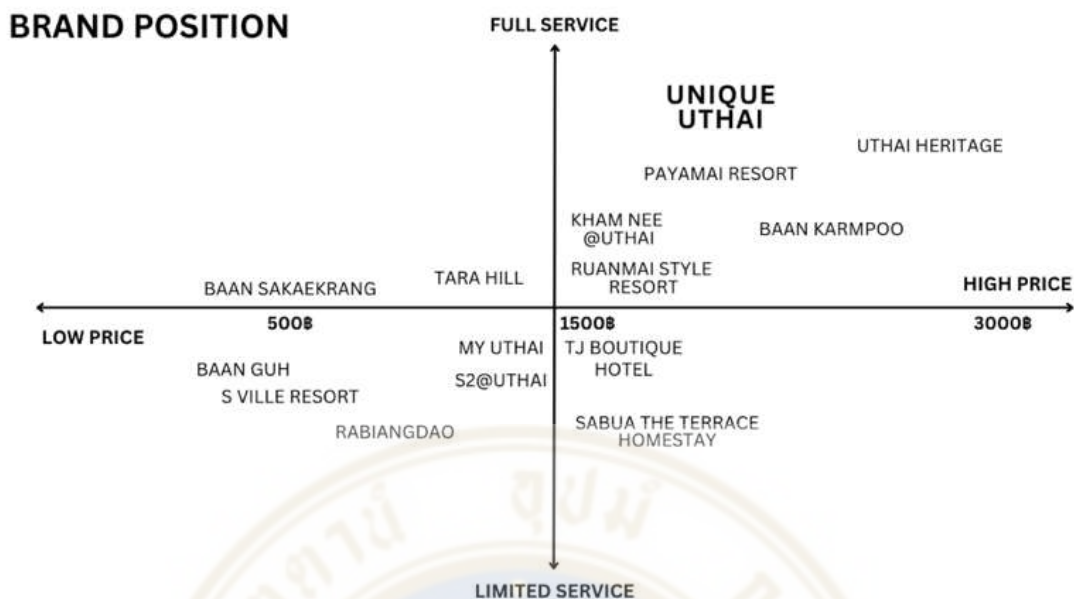 BRAND POSITION
FULL SERVICE
UNIQUE
UTHAI
UTHAI HERITAGE
PAYAMAI RESORT
KHAM NEE
@UTHAI
BAAN KARMPOO
RUANMAI STYLE
RESORT
TARA HILL
BAAN SAKAEKRANG
HIGH PRICE
LOW PRICE
500฿
1500฿
3000฿
MY UTHAI
TJ BOUTIQUE
HOTEL
BAAN GUH
S2@UTHAI
S VILLE RESORT
RABIANGDAO
SABUA THE TERRACE
HOMESTAY
LIMITED SERVICE